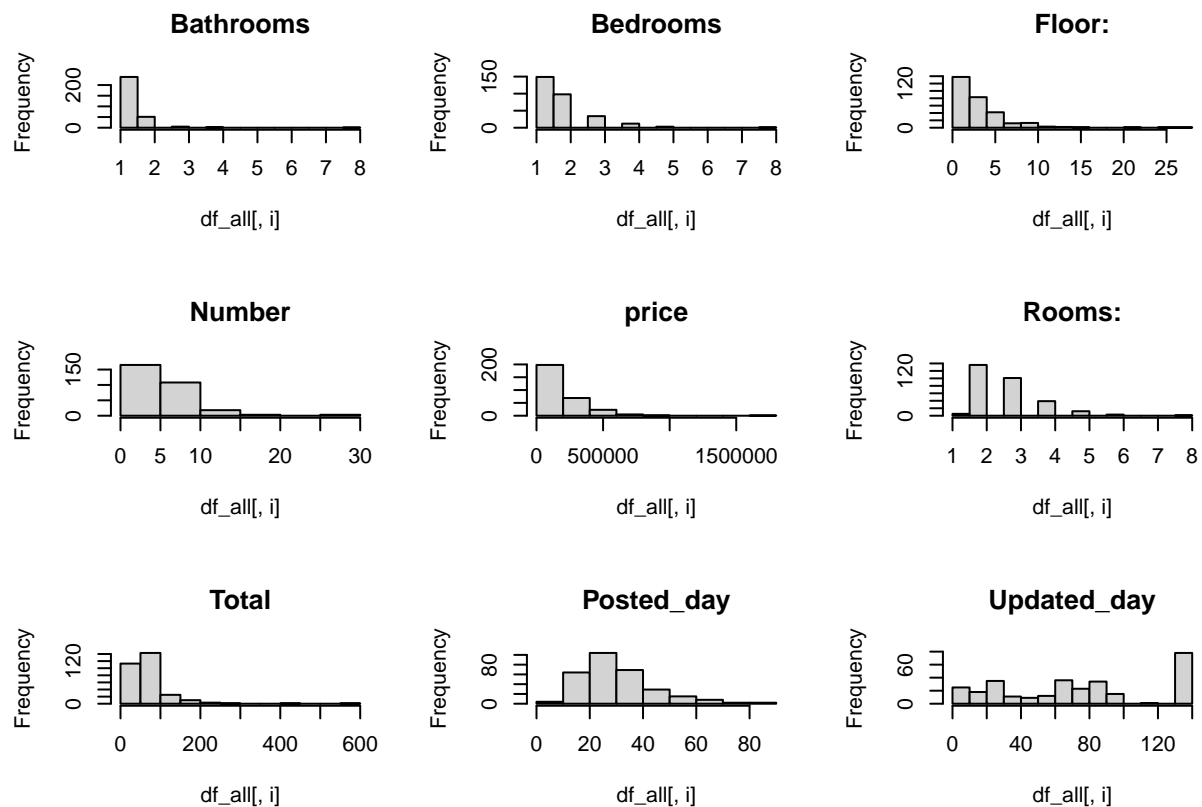 Bathrooms
Frequency
0 200
1 2 3 4 5 6 7 8
df_all[, i]
Bedrooms
Frequency
0 150
1 2 3 4 5 6 7 8
df_all[, i]
Floor:
Frequency
0 120
0 5 10 15 20 25
df_all[, i]
Number
Frequency
0 150
0 5 10 20 30
df_all[, i]
price
Frequency
0 200
0 500000 1500000
df_all[, i]
Rooms:
Frequency
0 120
1 2 3 4 5 6 7 8
df_all[, i]
Total
Frequency
0 120
0 200 400 600
df_all[, i]
Posted_day
Frequency
0 80
0 20 40 60 80
df_all[, i]
Updated_day
Frequency
0 60
0 40 80 120
df_all[, i]